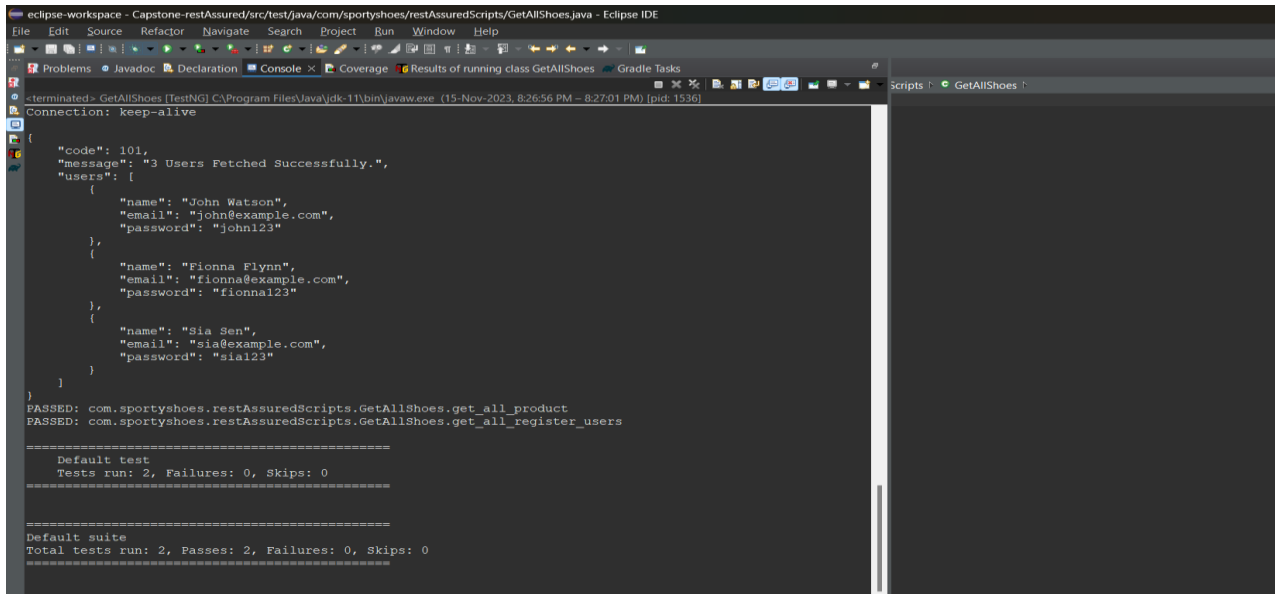 eclipse-workspace - Capstone-restAssured/src/test/java/com/sportyshoes/restAssuredScripts/GetAllShoes.java - Eclipse IDE
File Edit Source Refactor Navigate Search Project Run Window Help
Problems Javadoc Declaration Console Coverage Results of running class GetAllShoes Gradle Tasks
Scripts GetAllShoes
<terminated> GetAllShoes [TestNG] C:\Program Files\Java\jdk-11\bin\javaw.exe (15-Nov-2023, 8:26:56 PM – 8:27:01 PM) [pid: 1536]
Connection: keep-alive
{
"code": 101,
"message": "3 Users Fetched Successfully.",
"users": [
{
"name": "John Watson",
"email": "john@example.com",
"password": "john123"
},
{
"name": "Fionna Flynn",
"email": "fionna@example.com",
"password": "fionna123"
},
{
"name": "Sia Sen",
"email": "sia@example.com",
"password": "sia123"
}
]
}
PASSED: com.sportyshoes.restAssuredScripts.GetAllShoes.get_all_product
PASSED: com.sportyshoes.restAssuredScripts.GetAllShoes.get_all_register_users
===============================================
Default test
Tests run: 2, Failures: 0, Skips: 0
===============================================
===============================================
Default suite
Total tests run: 2, Passes: 2, Failures: 0, Skips: 0
===============================================